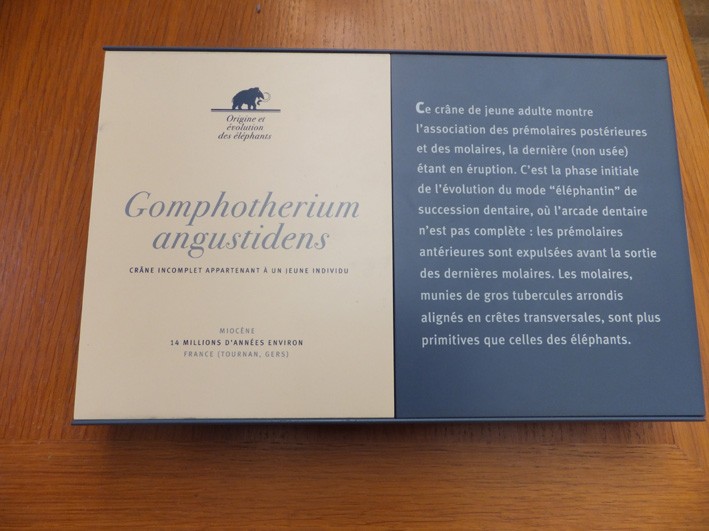 Origine et
évolution
des éléphants
Gomphotherium
angustidens
CRÂNE INCOMPLET APPARTENANT À UN JEUNE INDIVIDU
MIOCÈNE
14 MILLIONS D'ANNÉES ENVIRON
FRANCE (TOURNAN, GERS)
Ce crâne de jeune adulte montre
l'association des prémolaires postérieures
et des molaires, la dernière (non usée)
étant en éruption. C'est la phase initiale
de l'évolution du mode "éléphantin" de
succession dentaire, où l'arcade dentaire
n'est pas complète : les prémolaires
antérieures sont expulsées avant la sortie
des dernières molaires. Les molaires,
munies de gros tubercules arrondis
alignés en crêtes transversales, sont plus
primitives que celles des éléphants.